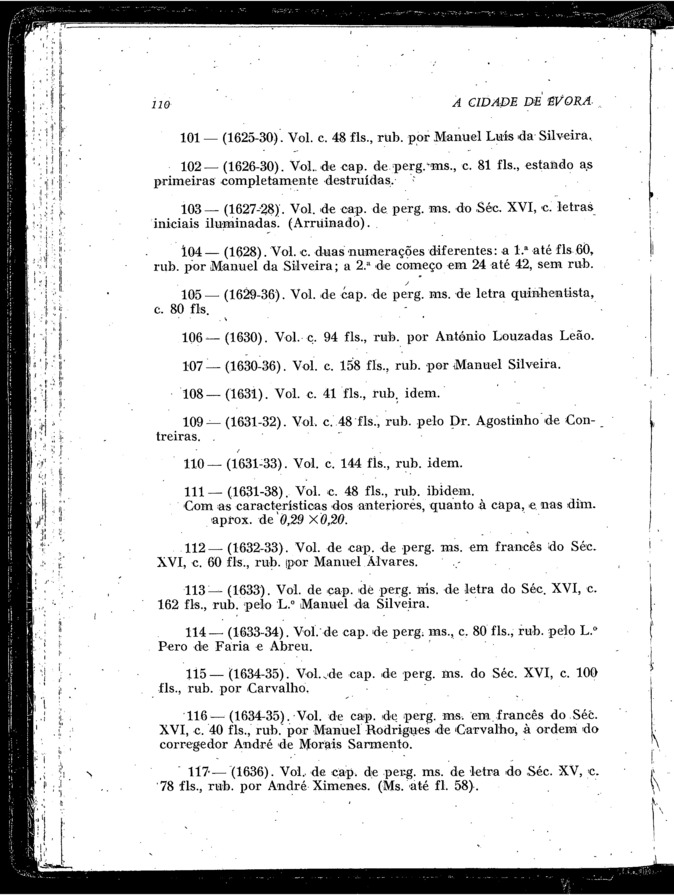 110
A CIDADE DE ÉVORA
101 — (1625-30). Vol. c. 48 fls., rub. por Manuel Luís da Silveira.
102 — (1626-30). Vol. de cap. de perg. ms., c. 81 fls., estando as
primeiras completamente destruídas.
103 — (1627-28). Vol. de cap. de perg. ms. do Séc. XVI, c. letras
iniciais iluminadas. (Arruinado).
104 — (1628). Vol. c. duas numerações diferentes: a 1.ª até fls 60,
rub. por Manuel da Silveira; a 2.ª de começo em 24 até 42, sem rub.
105 — (1629-36). Vol. de cap. de perg. ms. de letra quinhentista,
c. 80 fls.
106 — (1630). Vol. c. 94 fls., rub. por António Louzadas Leão.
107 — (1630-36). Vol. c. 158 fls., rub. por Manuel Silveira.
108 — (1631). Vol. c. 41 fls., rub. idem.
109 — (1631-32). Vol. c. 48 fls., rub. pelo Dr. Agostinho de Con-
treiras.
110 — (1631-33). Vol. c. 144 fls., rub. idem.
111 — (1631-38). Vol. c. 48 fls., rub. ibidem.
Com as características dos anteriores, quanto à capa, e nas dim.
aprox. de 0,29 × 0,20.
112 — (1632-33). Vol. de cap. de perg. ms. em francês do Séc.
XVI, c. 60 fls., rub. por Manuel Álvares.
113 — (1633). Vol. de cap. de perg. ms. de letra do Séc. XVI, c.
162 fls., rub. pelo L.º Manuel da Silveira.
114 — (1633-34). Vol. de cap. de perg. ms., c. 80 fls., rub. pelo L.º
Pero de Faria e Abreu.
115 — (1634-35). Vol. de cap. de perg. ms. do Séc. XVI, c. 100
fls., rub. por Carvalho.
116 — (1634-35). Vol. de cap. de perg. ms. em francês do Séc.
XVI, c. 40 fls., rub. por Manuel Rodrigues de Carvalho, à ordem do
corregedor André de Morais Sarmento.
117 — (1636). Vol. de cap. de perg. ms. de letra do Séc. XV, c.
78 fls., rub. por André Ximenes. (Ms. até fl. 58).